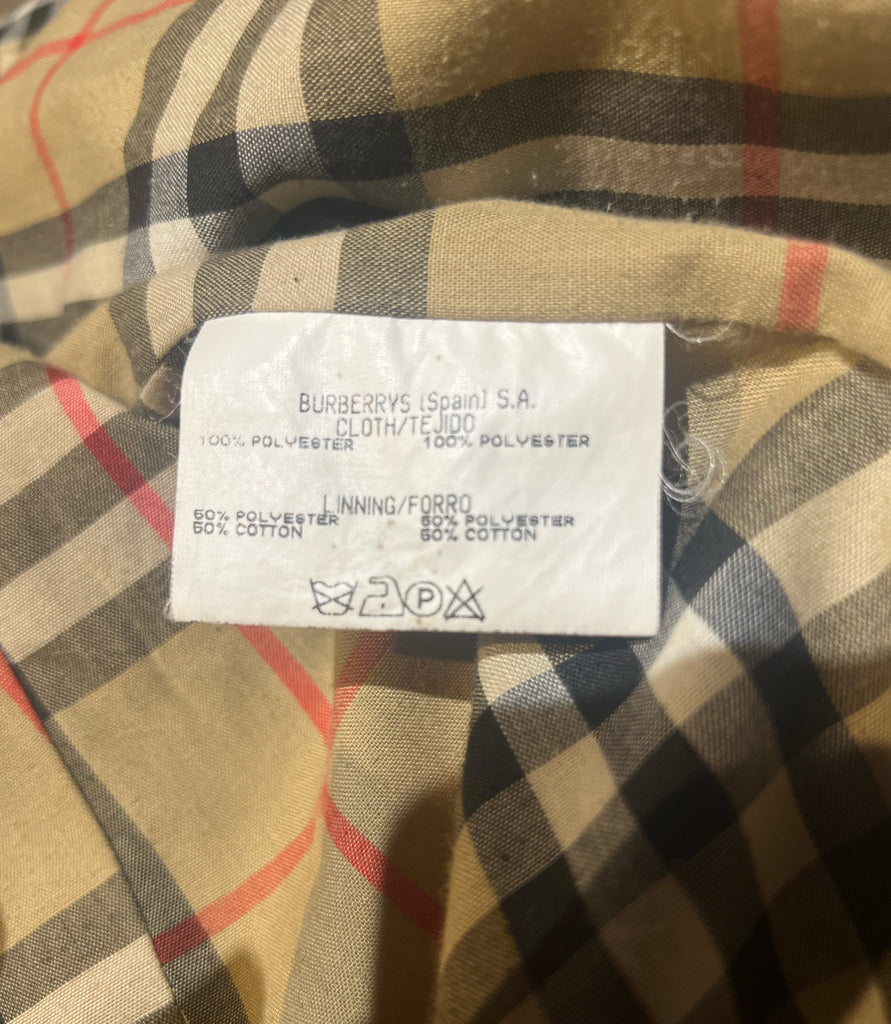 BURBERRYS (Spain) S.A.
CLOTH/TEJIDO
100% POLYESTER 100% POLYESTER
LINNING/FORRO
50% POLYESTER 50% POLYESTER
50% COTTON 50% COTTON
P